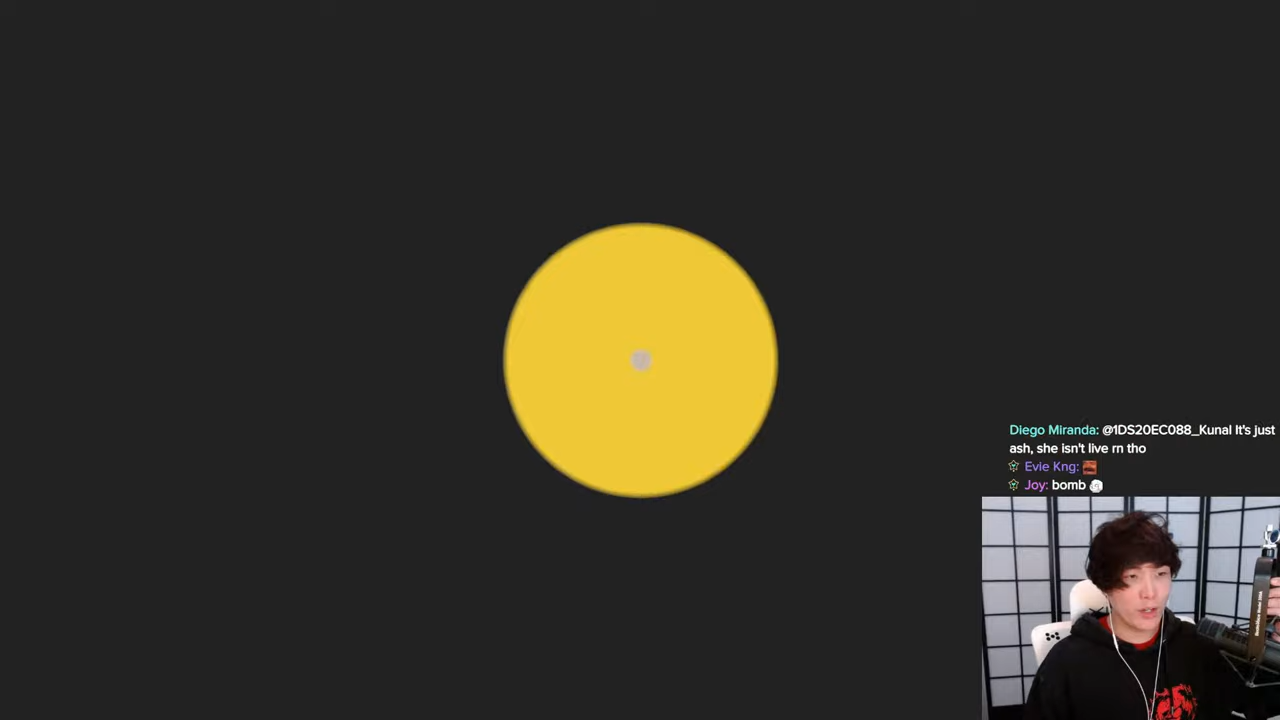 Diego Miranda: @1DS20EC088_Kunal It's just
ash, she isn't live rn tho
Evie Kng:
Joy: bomb